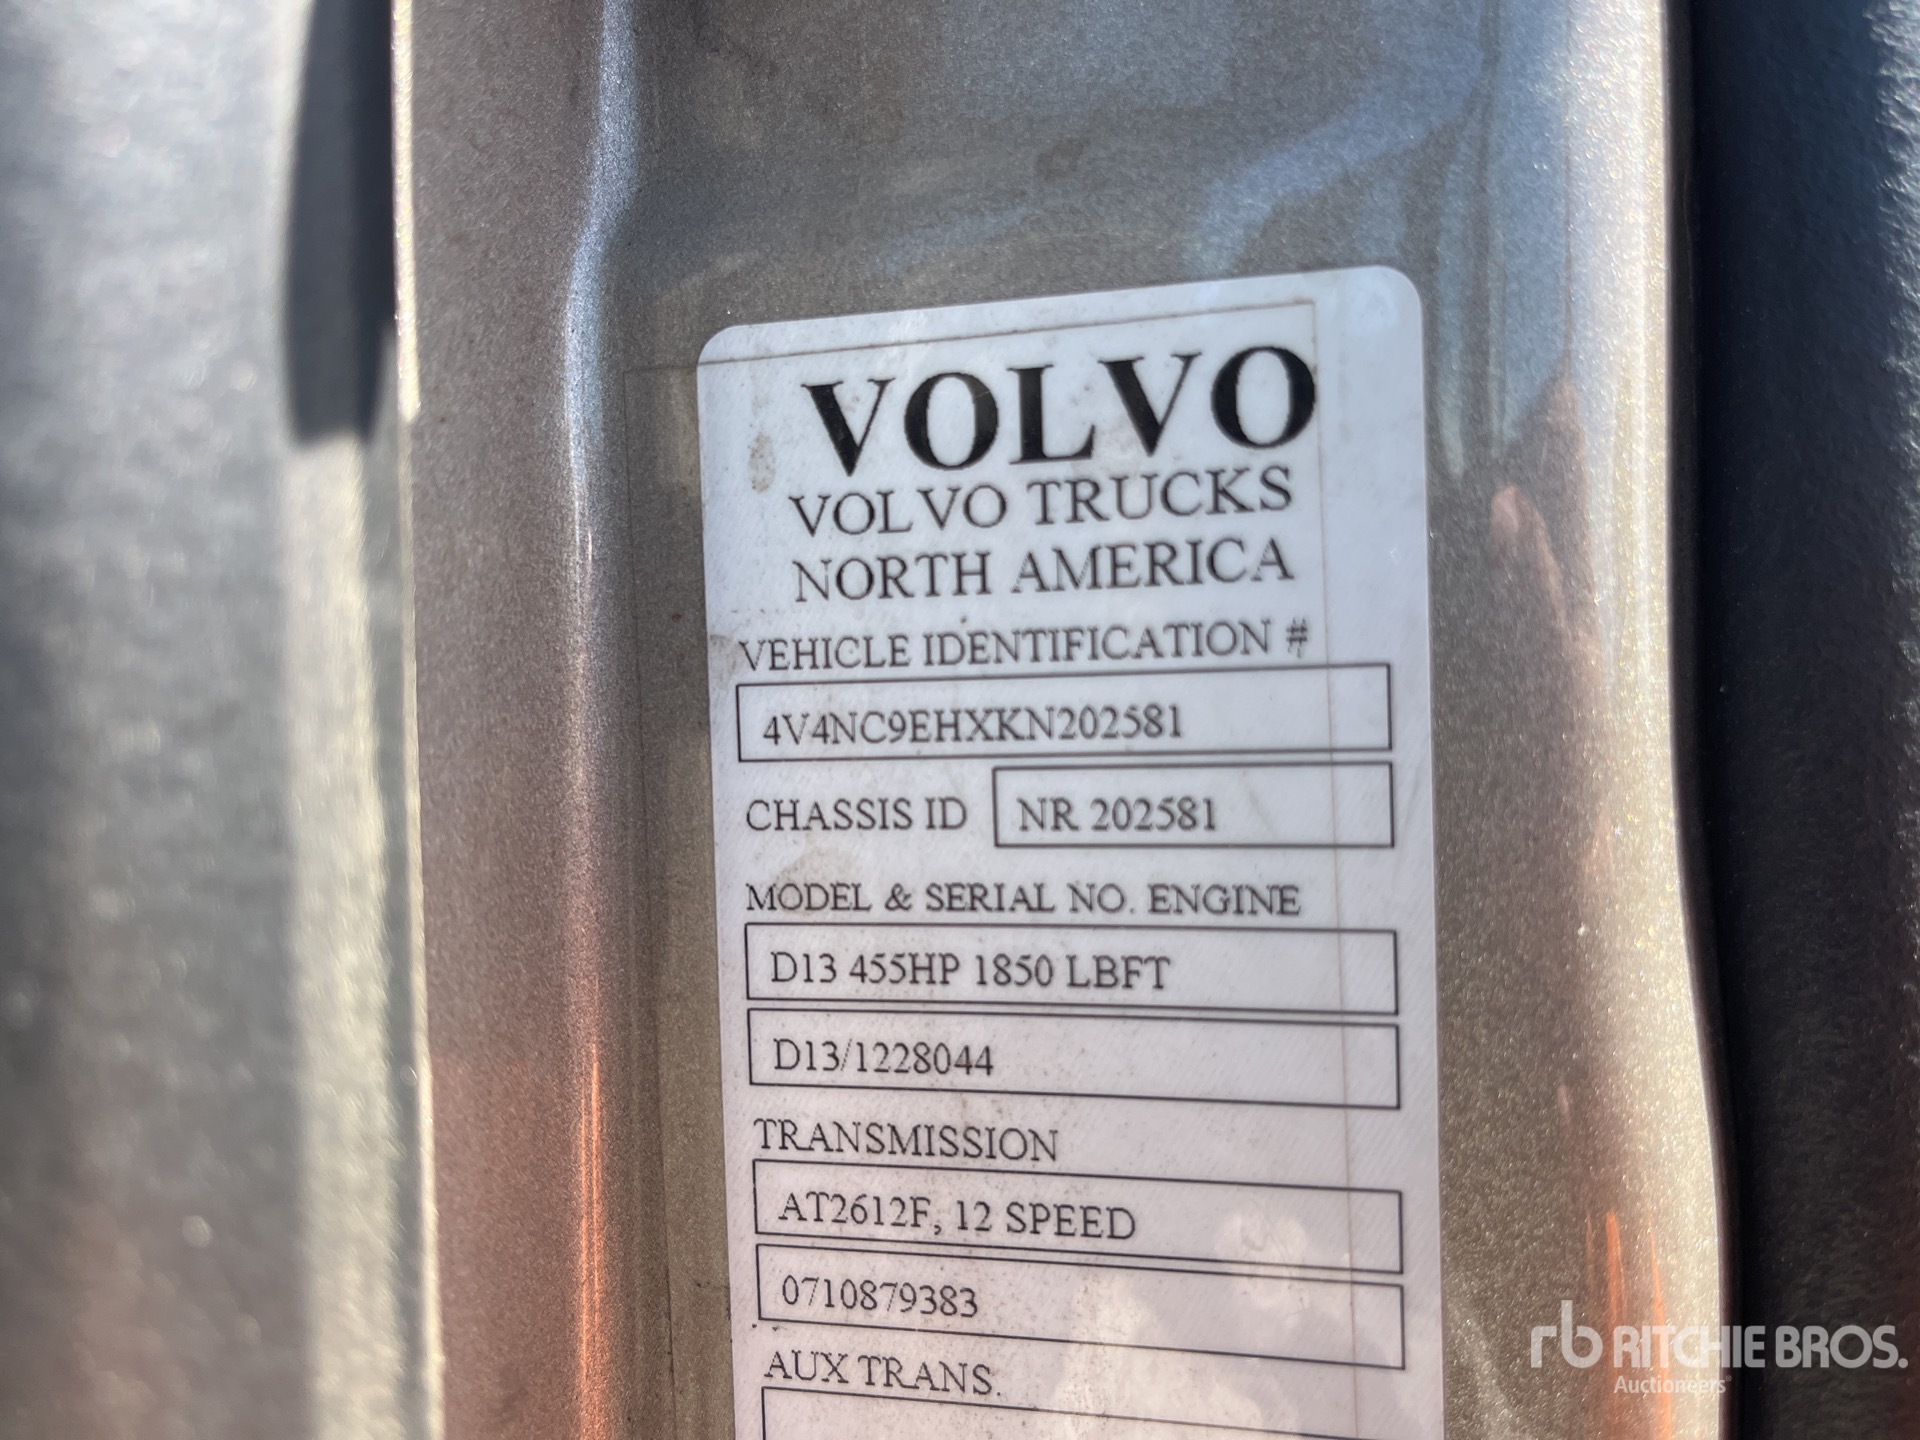 VOLVO
VOLVO TRUCKS
NORTH AMERICA
VEHICLE IDENTIFICATION #
4V4NC9EHXKN202581
CHASSIS ID NR 202581
MODEL & SERIAL NO. ENGINE
D13 455HP 1850 LBFT
D13/1228044
TRANSMISSION
AT2612F, 12 SPEED
0710879383
AUX TRANS.
rb RITCHIE BROS.
Auctioneers